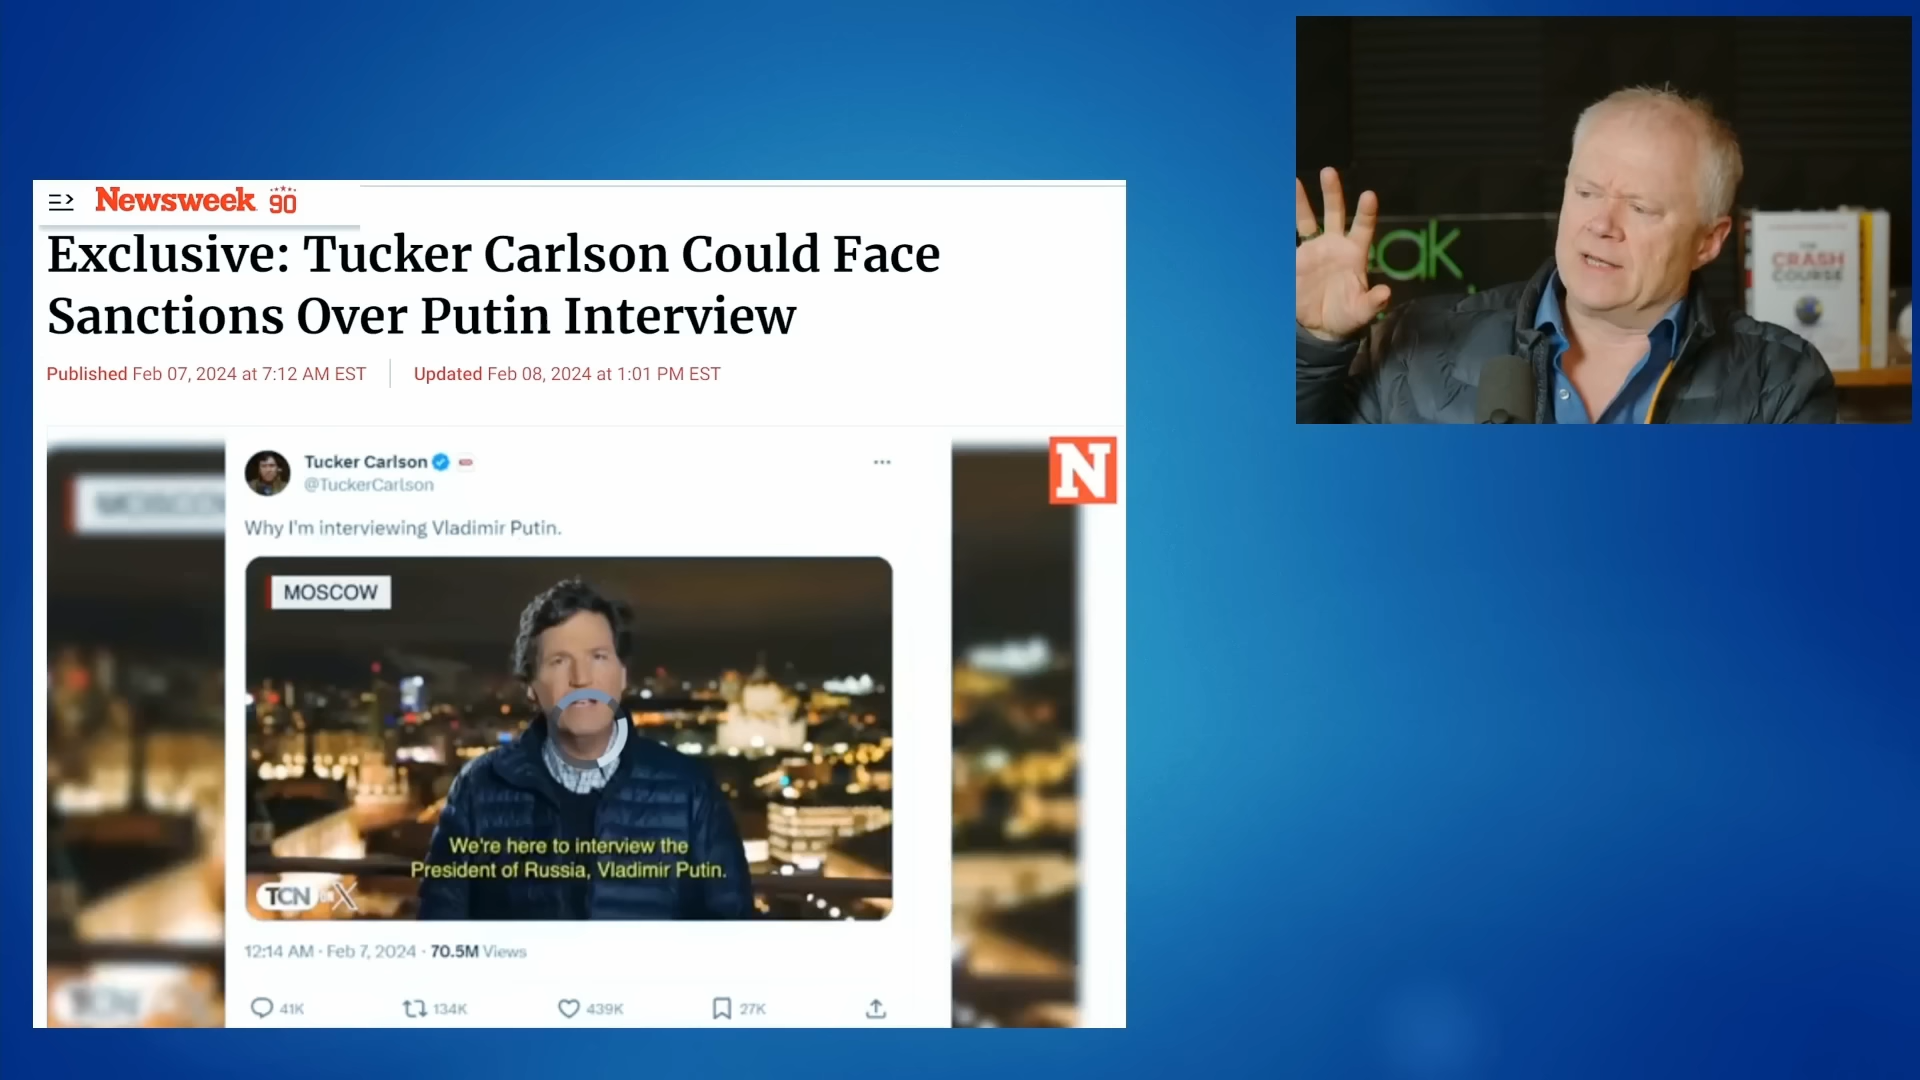 Newsweek 90
Exclusive: Tucker Carlson Could Face
Sanctions Over Putin Interview
Published Feb 07, 2024 at 7:12 AM EST
Updated Feb 08, 2024 at 1:01 PM EST
N
Tucker Carlson
@TuckerCarlson
Why I'm interviewing Vladimir Putin.
MOSCOW
We're here to interview the
President of Russia, Vladimir Putin.
TCN
X
12:14 AM · Feb 7, 2024 · 70.5M Views
41K
134K
439K
27K
eak
CRASH
COURSE